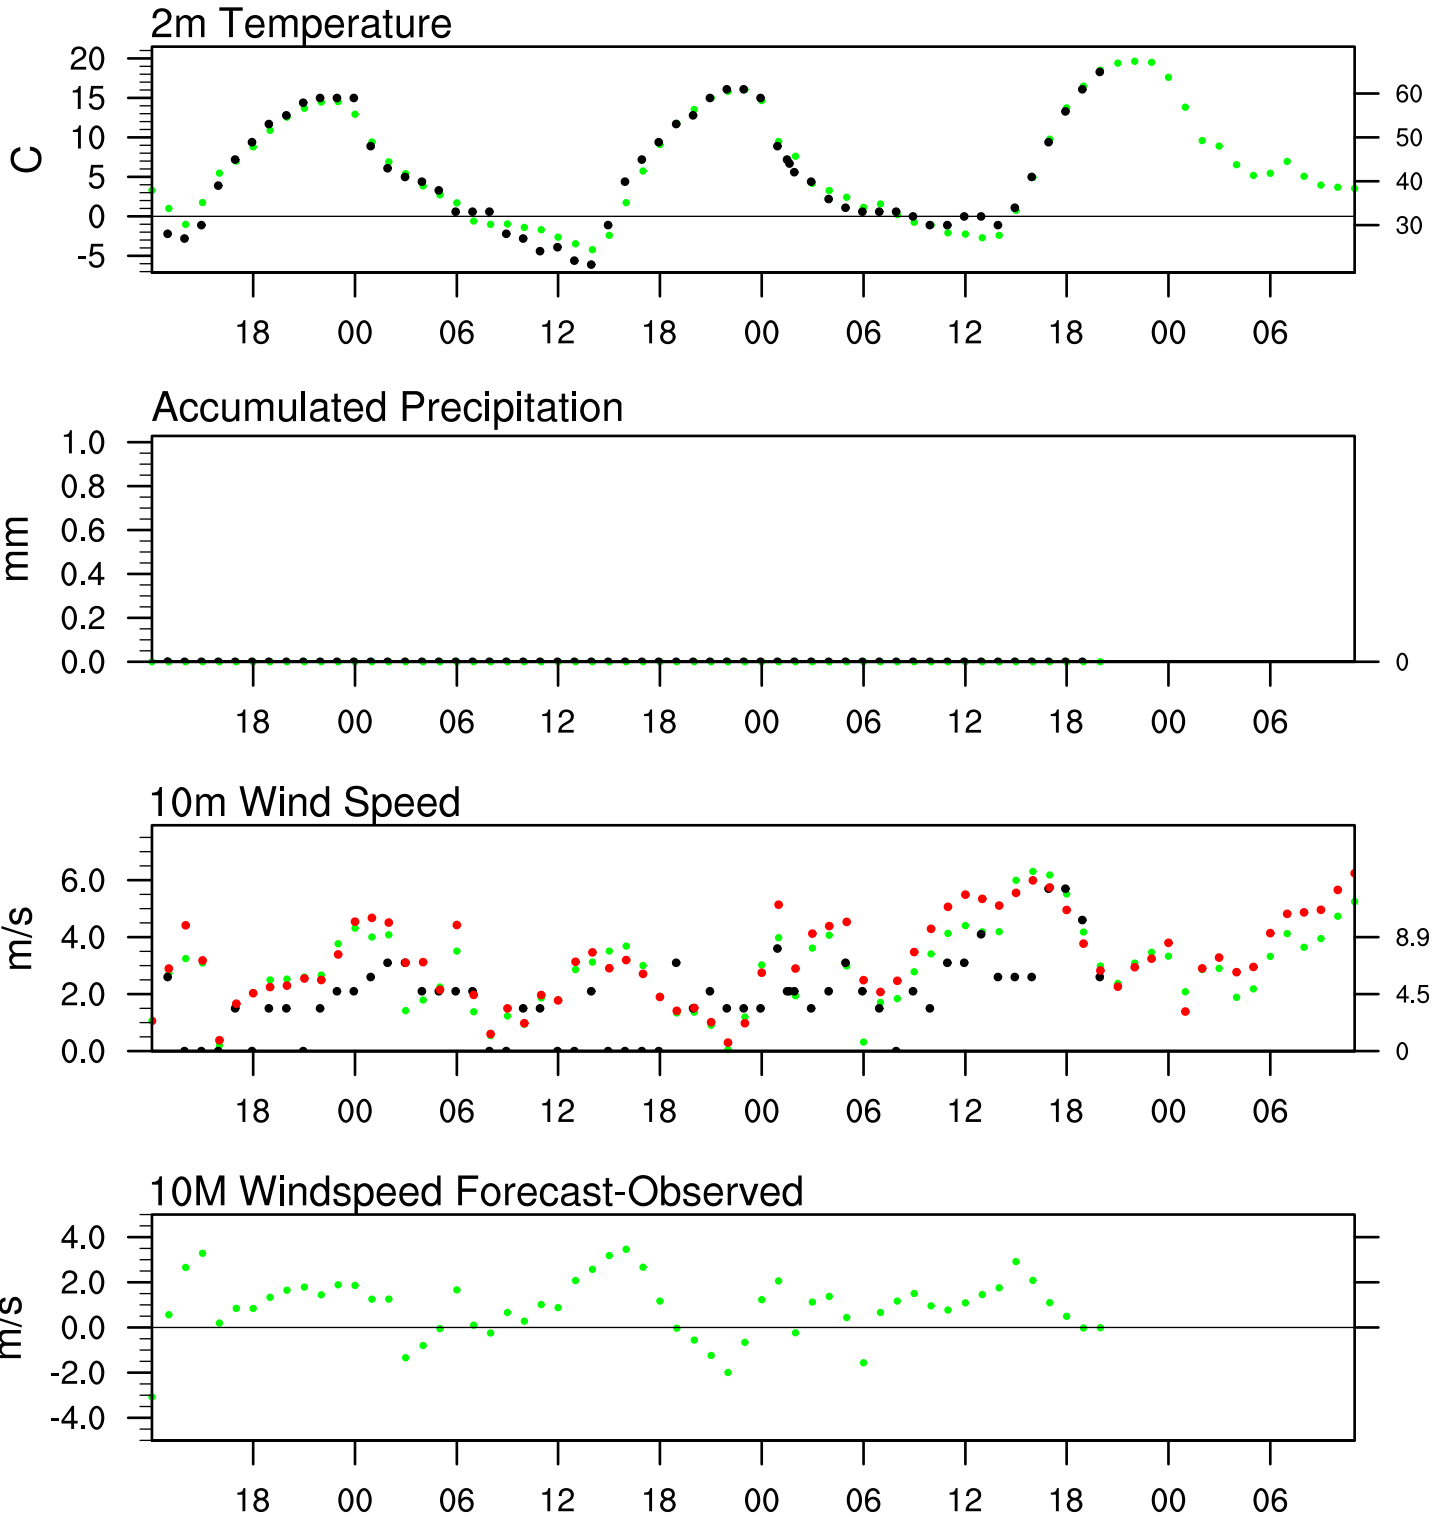 2m Temperature
20
15
10
5
0
-5
C
60
50
40
30
18 00 06 12 18 00 06 12 18 00 06
Accumulated Precipitation
1.0
0.8
0.6
0.4
0.2
0.0
mm
0
18 00 06 12 18 00 06 12 18 00 06
10m Wind Speed
6.0
4.0
2.0
0.0
m/s
8.9
4.5
0
18 00 06 12 18 00 06 12 18 00 06
10M Windspeed Forecast-Observed
4.0
2.0
0.0
-2.0
-4.0
m/s
18 00 06 12 18 00 06 12 18 00 06